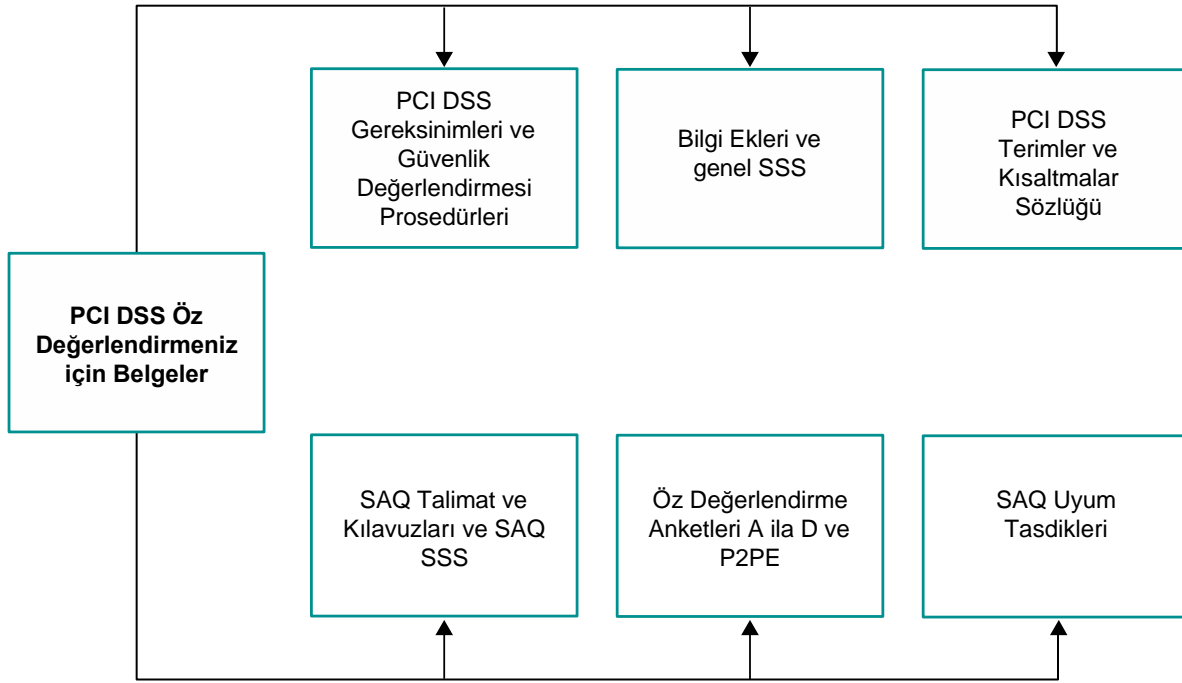 PCI DSS
Gereksinimleri ve
Güvenlik
Değerlendirmesi
Prosedürleri
Bilgi Ekleri ve
genel SSS
PCI DSS
Terimler ve
Kısaltmalar
Sözlüğü
PCI DSS Öz
Değerlendirmeniz
için Belgeler
SAQ Talimat ve
Kılavuzları ve SAQ
SSS
Öz Değerlendirme
Anketleri A ila D ve
P2PE
SAQ Uyum
Tasdikleri